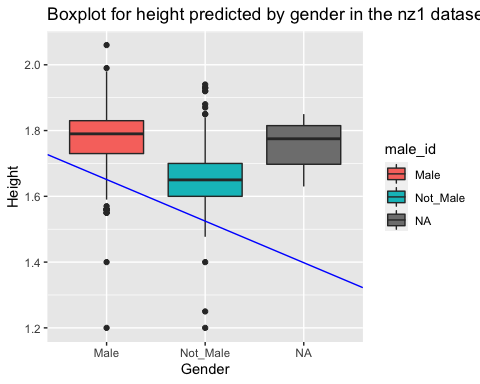 Boxplot for height predicted by gender in the nz1 datase
2.0
1.8
1.6
1.4
1.2
Height
Male
Not_Male
NA
Gender
male_id
Male
Not_Male
NA